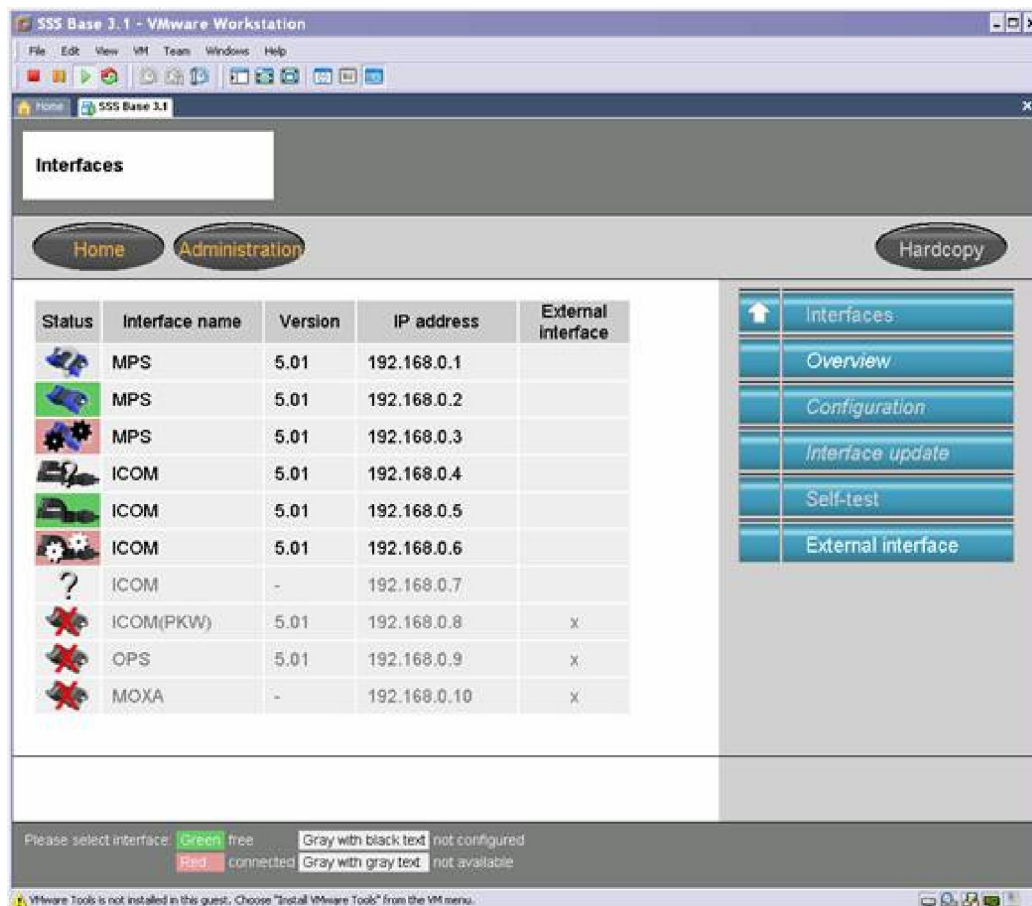 SSS Base 3.1 - VMware Workstation
File Edit View VM Team Windows Help
Home SSS Base 3.1
Interfaces
Home Administration Hardcopy
Status Interface name Version IP address External interface
MPS 5.01 192.168.0.1
MPS 5.01 192.168.0.2
MPS 5.01 192.168.0.3
ICOM 5.01 192.168.0.4
ICOM 5.01 192.168.0.5
ICOM 5.01 192.168.0.6
? ICOM - 192.168.0.7
ICOM(PKW) 5.01 192.168.0.8 x
OPS 5.01 192.168.0.9 x
MOXA - 192.168.0.10 x
Interfaces
Overview
Configuration
Interface update
Self-test
External interface
Please select interface: Green free Gray with black text not configured
Red connected Gray with gray text not available
VMware Tools is not installed in this guest. Choose "Install VMware Tools" from the VM menu.